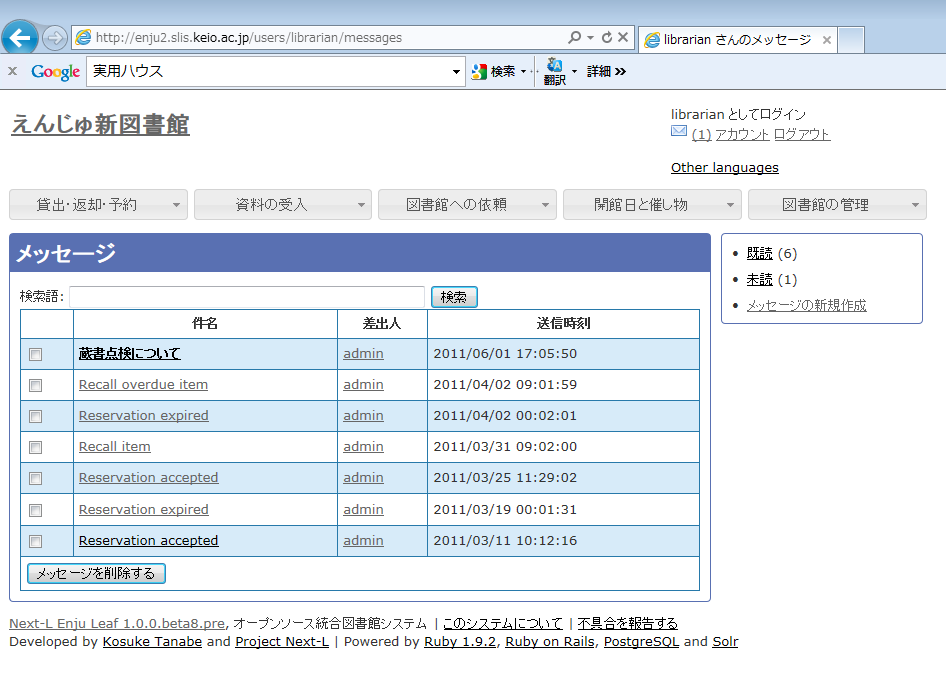 http://enju2.slis.keio.ac.jp/users/librarian/messages
librarian さんのメッセージ
Google 実用ハウス 検索 翻訳 詳細 »
えんじゅ新図書館
librarian としてログイン
(1) アカウント ログアウト
Other languages
貸出・返却・予約 資料の受入 図書館への依頼 開館日と催し物 図書館の管理
メッセージ
既読 (6)
未読 (1)
メッセージの新規作成
検索語: 検索
件名 差出人 送信時刻
蔵書点検について admin 2011/06/01 17:05:50
Recall overdue item admin 2011/04/02 09:01:59
Reservation expired admin 2011/04/02 00:02:01
Recall item admin 2011/03/31 09:02:00
Reservation accepted admin 2011/03/25 11:29:02
Reservation expired admin 2011/03/19 00:01:31
Reservation accepted admin 2011/03/11 10:12:16
メッセージを削除する
Next-L Enju Leaf 1.0.0.beta8.pre, オープンソース統合図書館システム | このシステムについて | 不具合を報告する
Developed by Kosuke Tanabe and Project Next-L | Powered by Ruby 1.9.2, Ruby on Rails, PostgreSQL and Solr